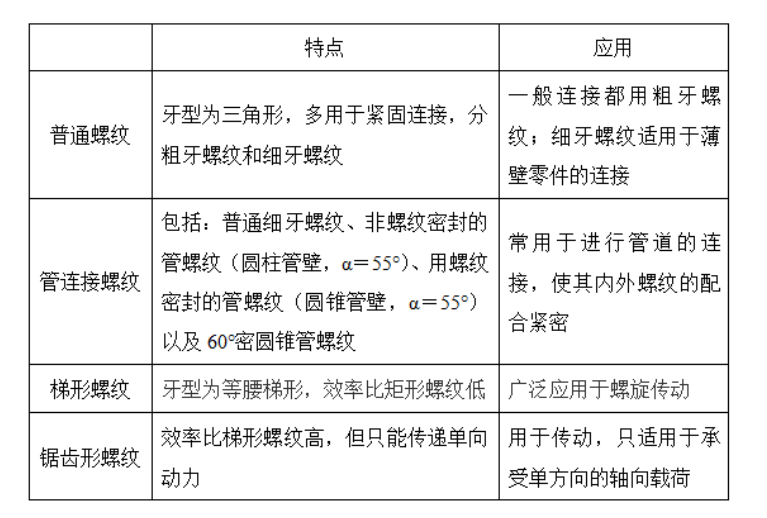 特点
应用
普通螺纹
牙型为三角形，多用于紧固连接，分
粗牙螺纹和细牙螺纹
一般连接都用粗牙螺
纹；细牙螺纹适用于薄
壁零件的连接
管连接螺纹
包括：普通细牙螺纹、非螺纹密封的
管螺纹（圆柱管壁，α＝55°）、用螺纹
密封的管螺纹（圆锥管壁，α＝55°）
以及 60°密圆锥管螺纹
常用于进行管道的连
接，使其内外螺纹的配
合紧密
梯形螺纹
牙型为等腰梯形，效率比矩形螺纹低
广泛应用于螺旋传动
锯齿形螺纹
效率比梯形螺纹高，但只能传递单向
动力
用于传动，只适用于承
受单方向的轴向载荷